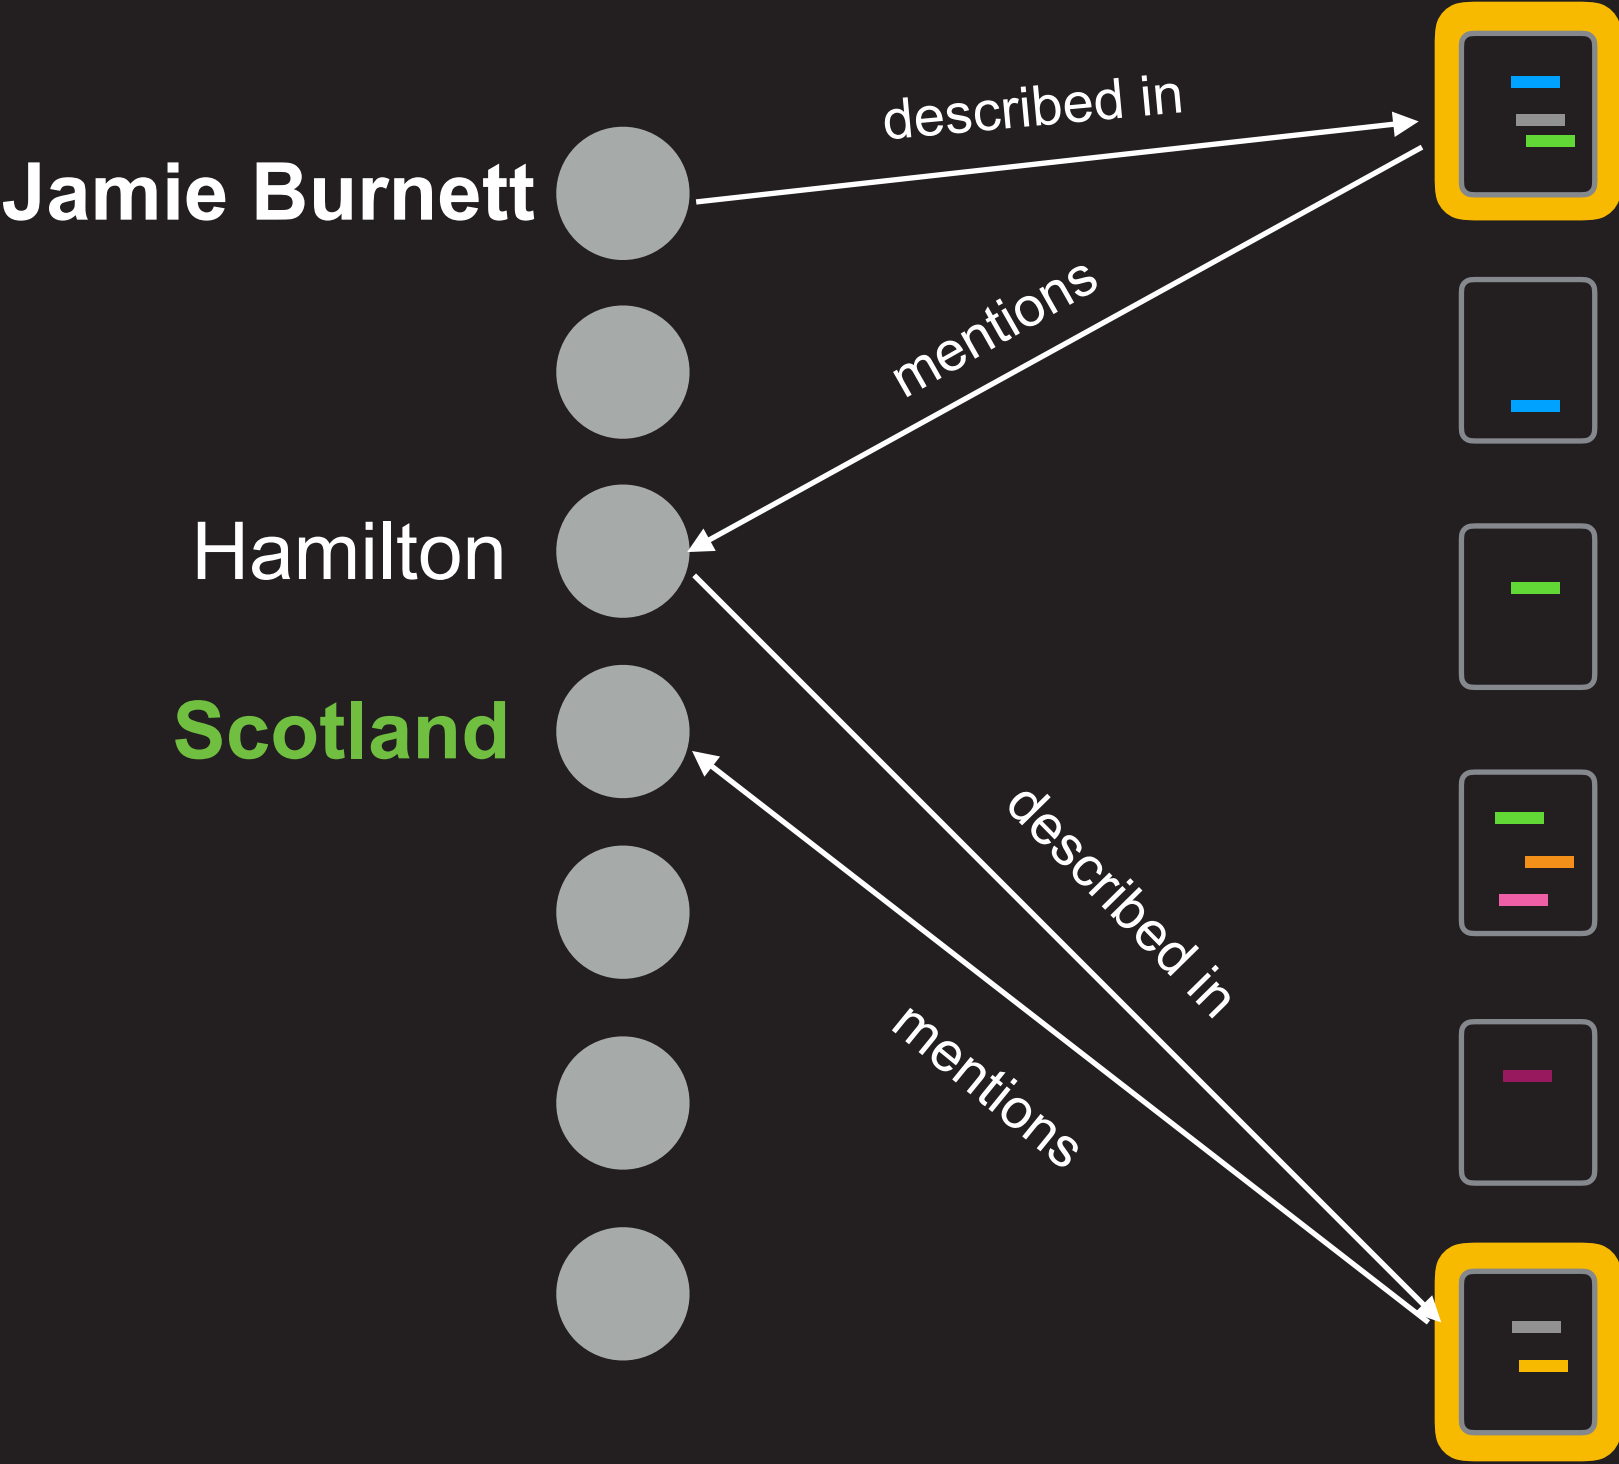 described in
Jamie Burnett
mentions
Hamilton
Scotland
described in
mentions